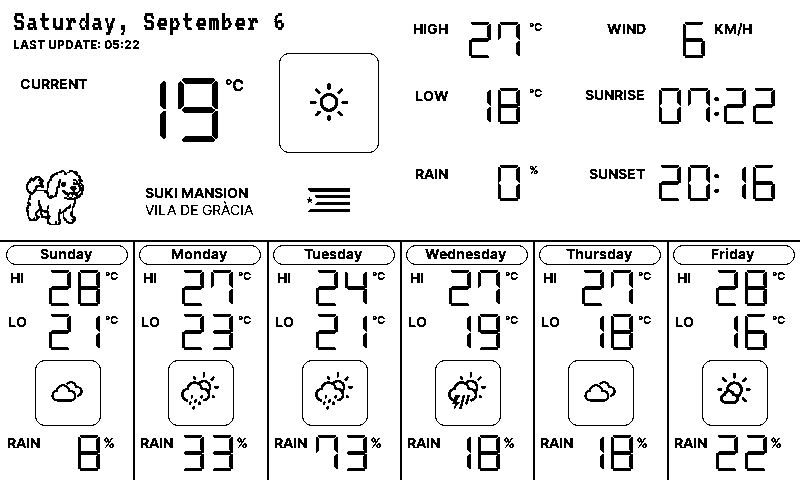 Saturday, September 6
LAST UPDATE: 05:22
CURRENT 19 °C
SUKI MANSION
VILA DE GRÀCIA
HIGH 27 °C
WIND 6 KM/H
LOW 18 °C
SUNRISE 07:22
RAIN 0 %
SUNSET 20:16
Sunday
HI 28 °C
LO 21 °C
RAIN 8 %
Monday
HI 27 °C
LO 23 °C
RAIN 33 %
Tuesday
HI 24 °C
LO 21 °C
RAIN 73 %
Wednesday
HI 27 °C
LO 19 °C
RAIN 18 %
Thursday
HI 27 °C
LO 18 °C
RAIN 18 %
Friday
HI 28 °C
LO 16 °C
RAIN 22 %